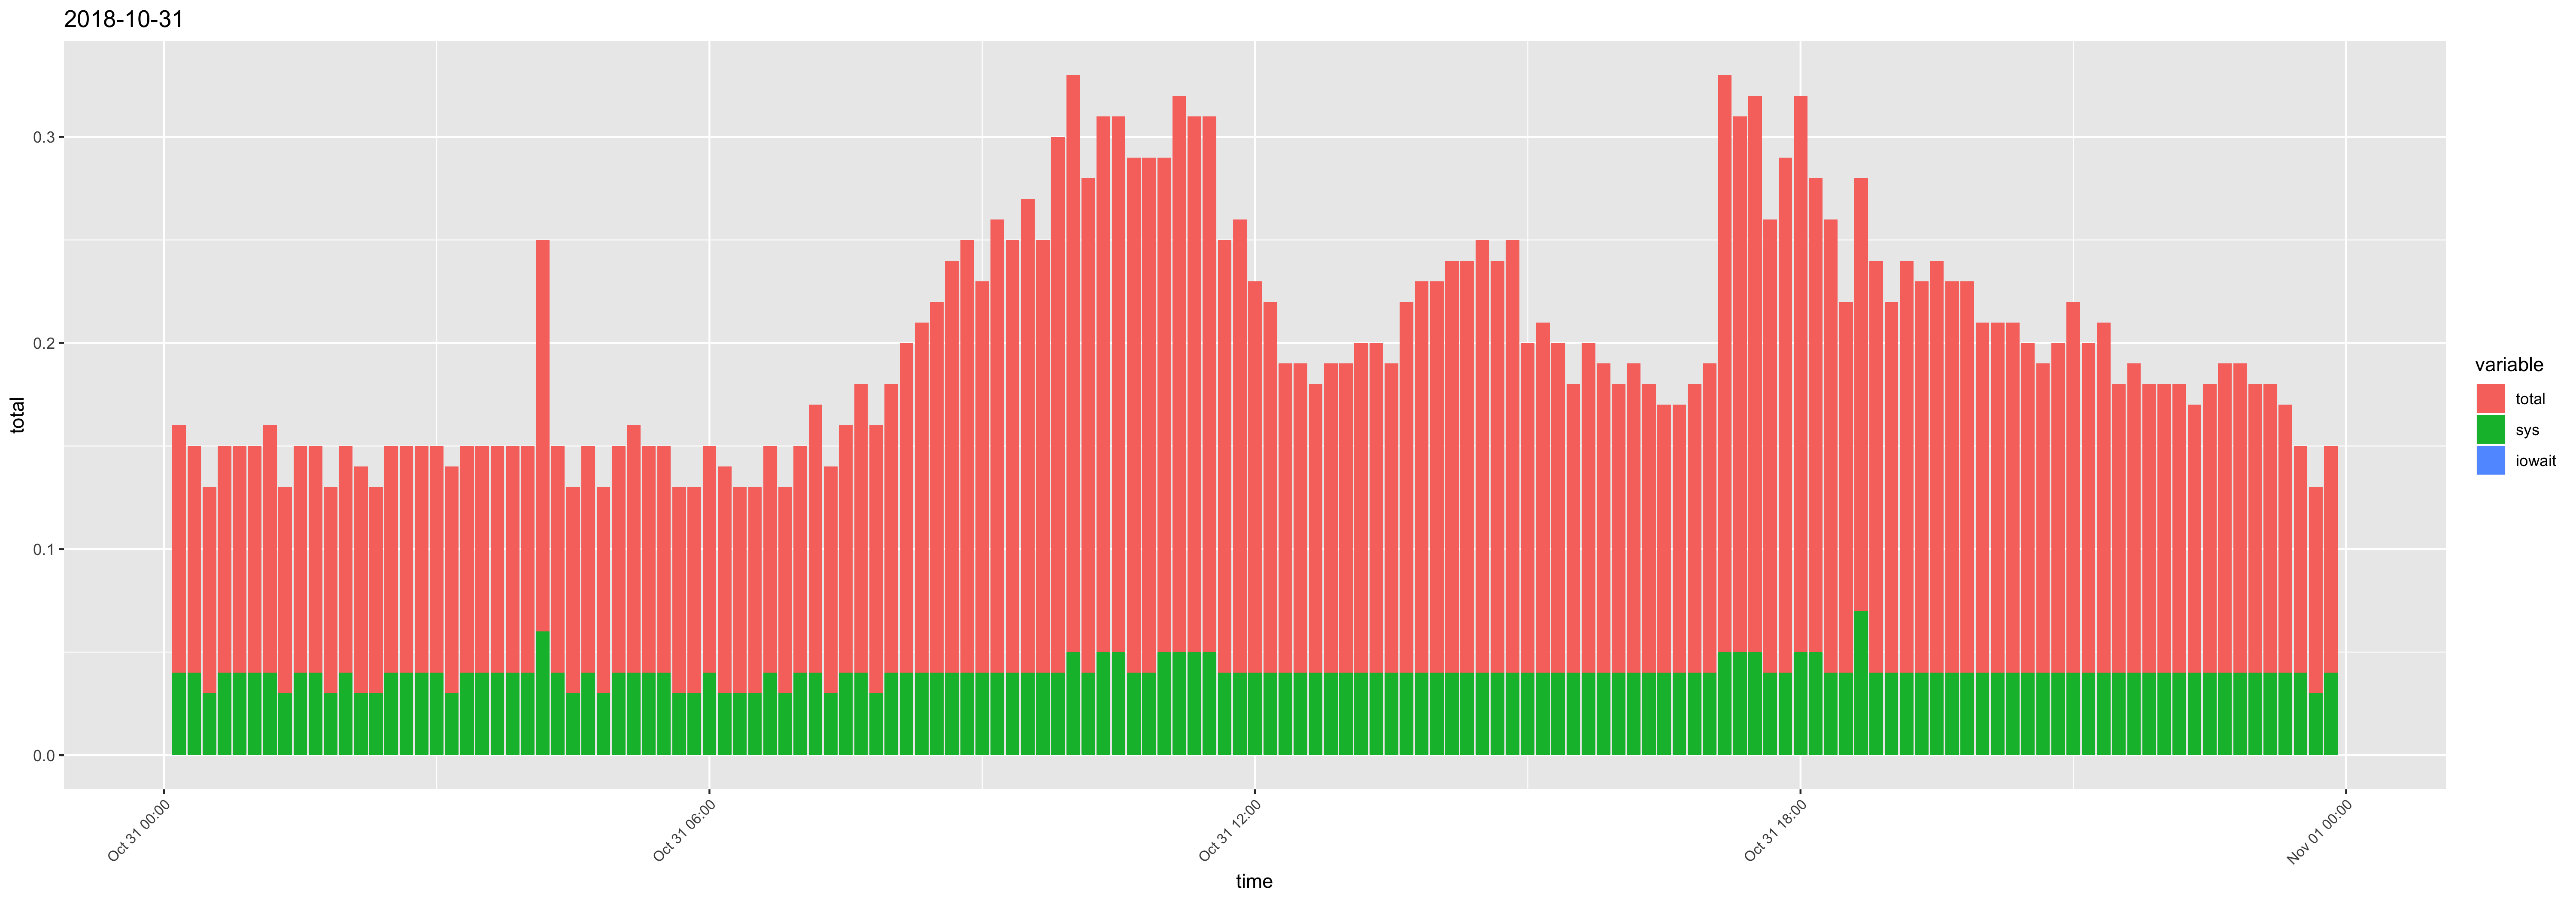 2018-10-31
total
0.3
0.2
0.1
0.0
Oct 31 00:00
Oct 31 06:00
Oct 31 12:00
Oct 31 18:00
Nov 01 00:00
time
variable
total
sys
iowait